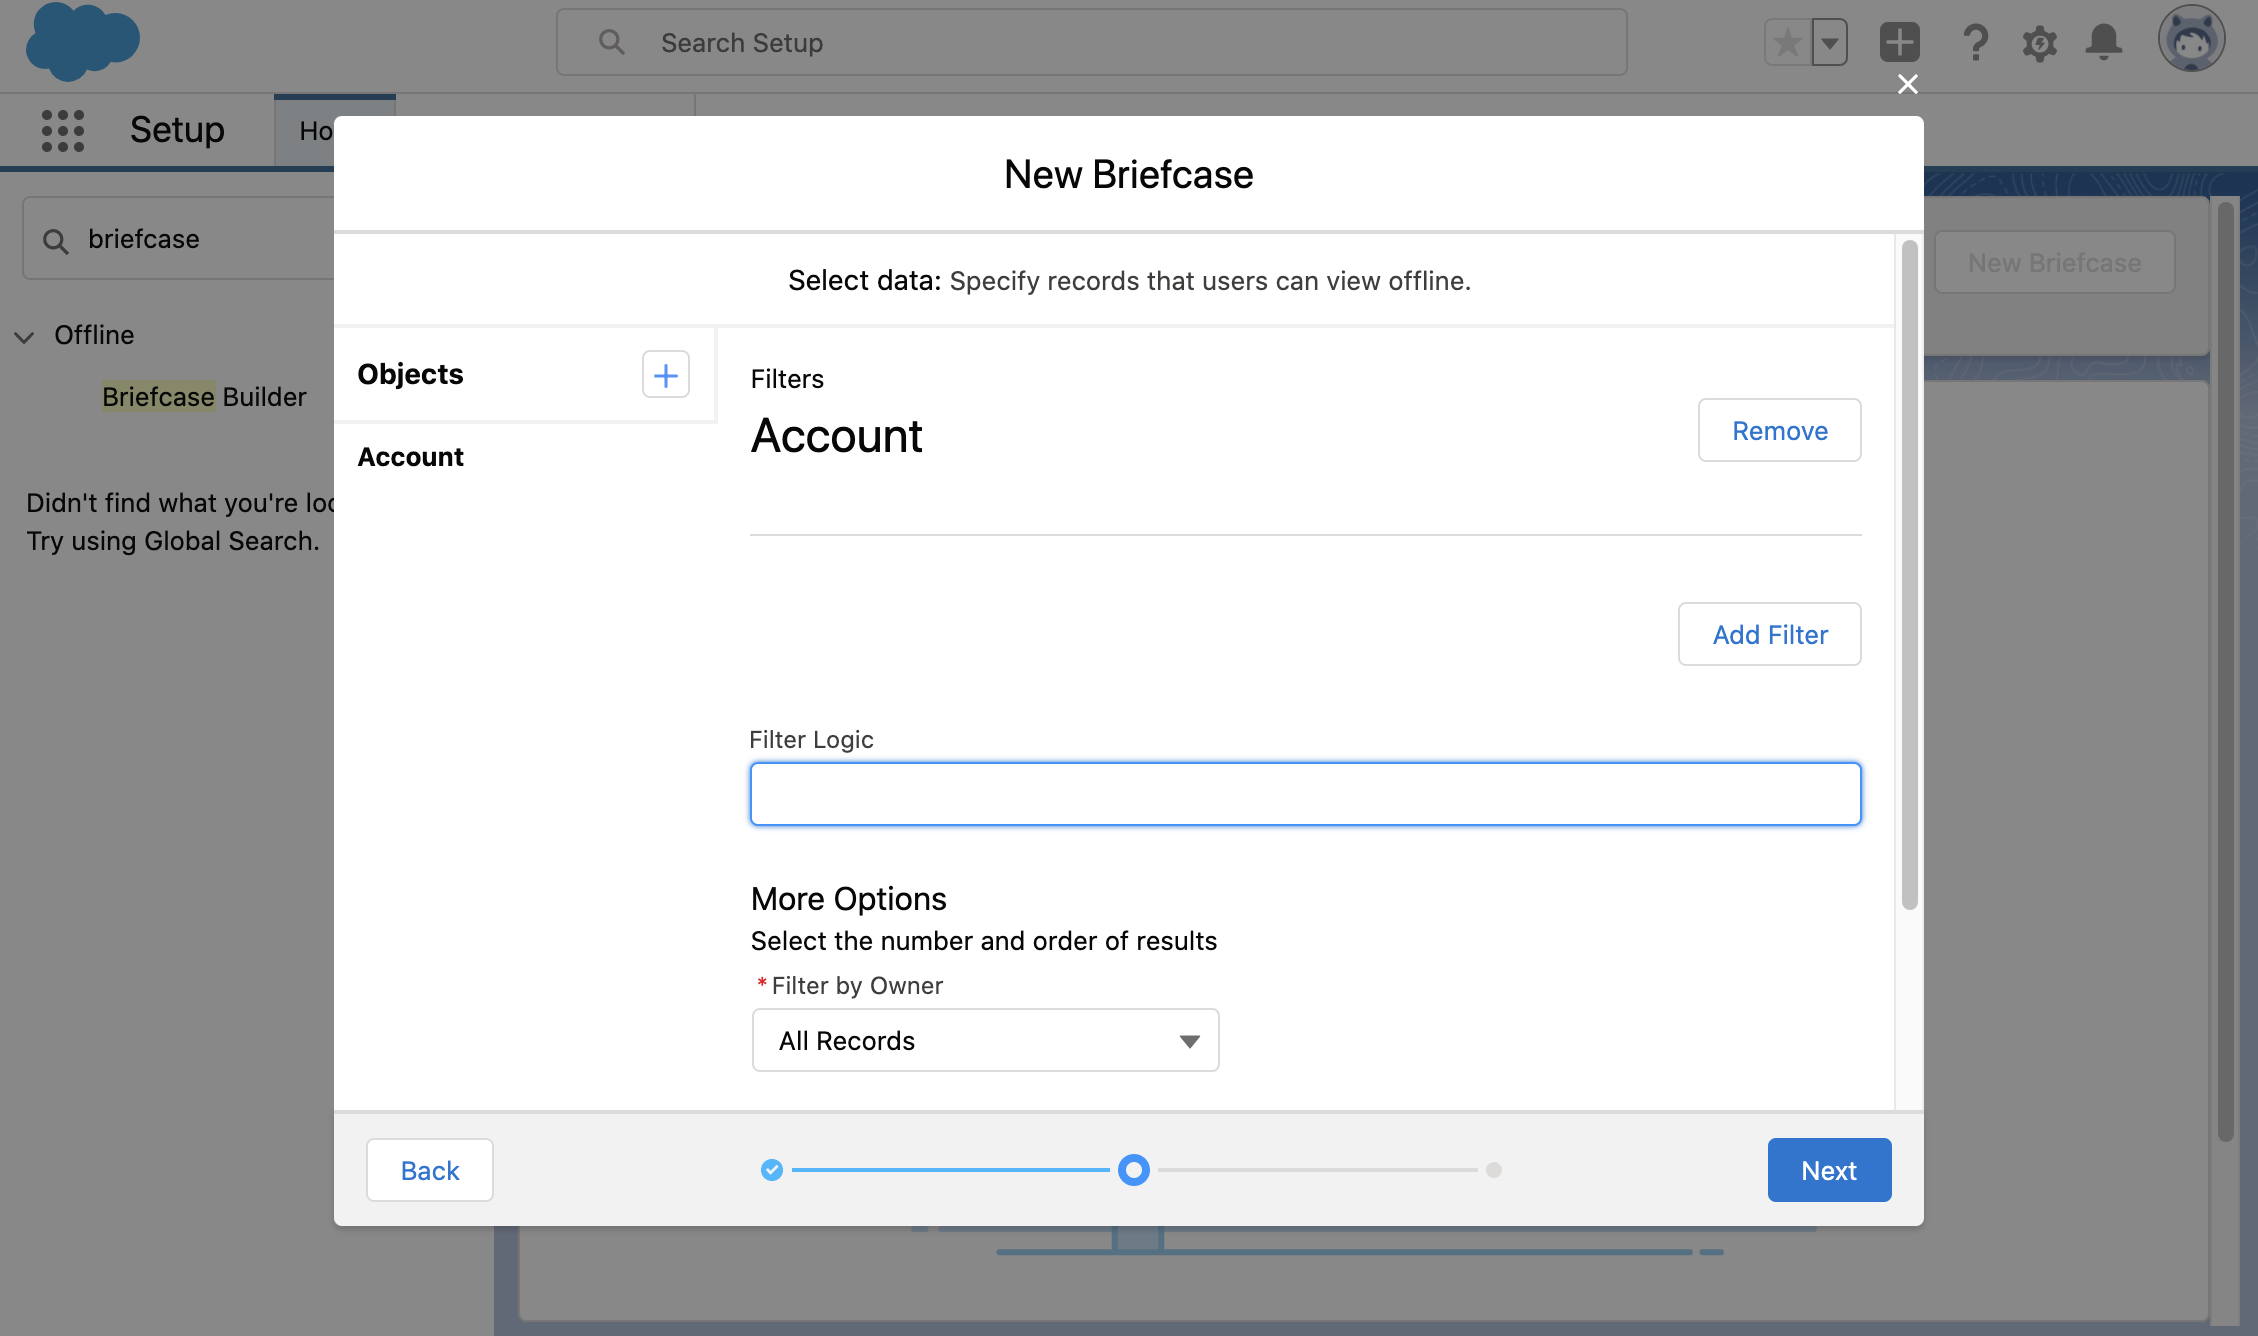 Search Setup
Setup
Ho
New Briefcase
briefcase
Select data: Specify records that users can view offline.
New Briefcase
Offline
Objects
Filters
Briefcase Builder
Account
Remove
Account
Didn't find what you're loo
Try using Global Search.
Add Filter
Filter Logic
More Options
Select the number and order of results
* Filter by Owner
All Records
Back
Next